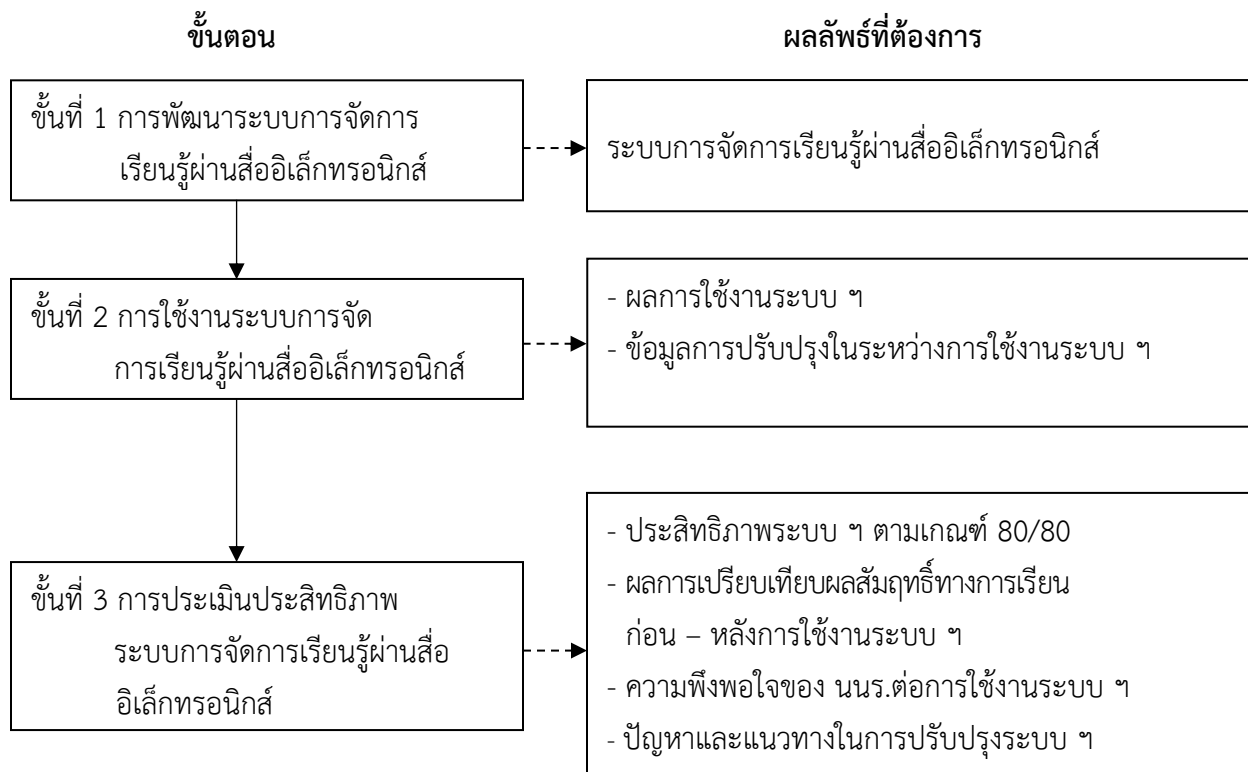 ขั้นตอน
ผลลัพธ์ที่ต้องการ
ขั้นที่ 1 การพัฒนาระบบการจัดการ
เรียนรู้ผ่านสื่ออิเล็กทรอนิกส์
ระบบการจัดการเรียนรู้ผ่านสื่ออิเล็กทรอนิกส์
ขั้นที่ 2 การใช้งานระบบการจัด
การเรียนรู้ผ่านสื่ออิเล็กทรอนิกส์
- ผลการใช้งานระบบ ฯ
- ข้อมูลการปรับปรุงในระหว่างการใช้งานระบบ ฯ
ขั้นที่ 3 การประเมินประสิทธิภาพ
ระบบการจัดการเรียนรู้ผ่านสื่อ
อิเล็กทรอนิกส์
- ประสิทธิภาพระบบ ฯ ตามเกณฑ์ 80/80
- ผลการเปรียบเทียบผลสัมฤทธิ์ทางการเรียน
ก่อน – หลังการใช้งานระบบ ฯ
- ความพึงพอใจของ นนร.ต่อการใช้งานระบบ ฯ
- ปัญหาและแนวทางในการปรับปรุงระบบ ฯ